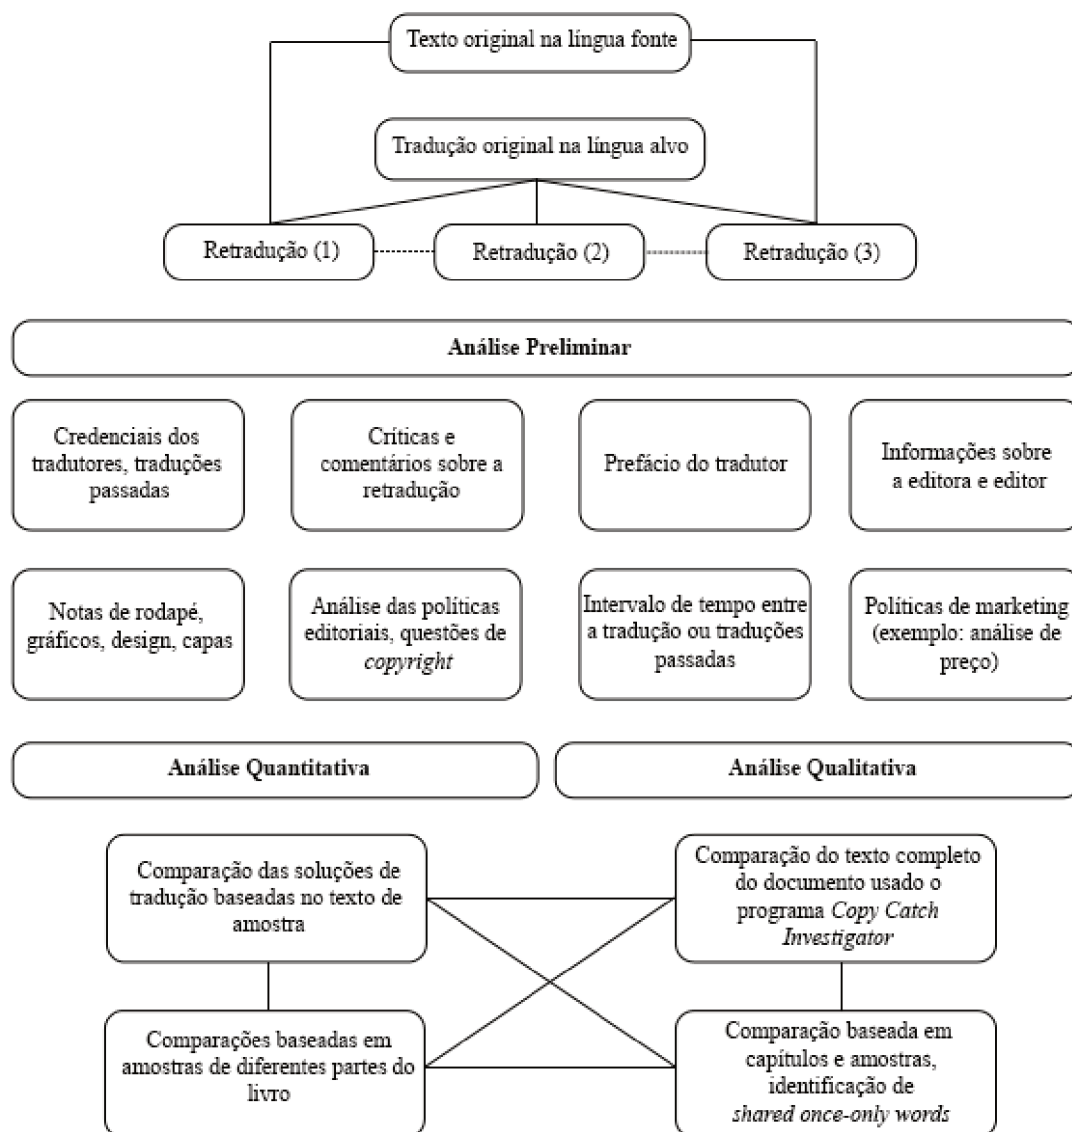 Texto original na língua fonte
Tradução original na língua alvo
Retradução (1)
Retradução (2)
Retradução (3)
Análise Preliminar
Credenciais dos
tradutores, traduções
passadas
Críticas e
comentários sobre a
retradução
Prefácio do tradutor
Informações sobre
a editora e editor
Notas de rodapé,
gráficos, design, capas
Análise das políticas
editoriais, questões de
copyright
Intervalo de tempo entre
a tradução ou traduções
passadas
Políticas de marketing
(exemplo: análise de
preço)
Análise Quantitativa
Análise Qualitativa
Comparação das soluções de
tradução baseadas no texto de
amostra
Comparação do texto completo
do documento usado o
programa Copy Catch
Investigator
Comparações baseadas em
amostras de diferentes partes do
livro
Comparação baseada em
capítulos e amostras,
identificação de
shared once-only words